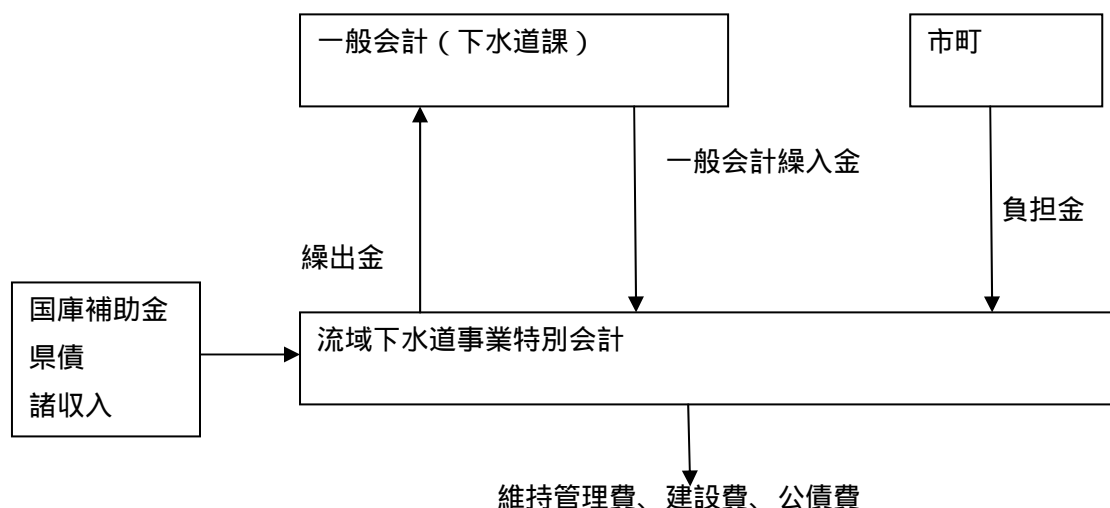 一般会計(下水道課)
市町
一般会計繰入金
負担金
繰出金
国庫補助金
県債
諸収入
流域下水道事業特別会計
維持管理費、建設費、公債費